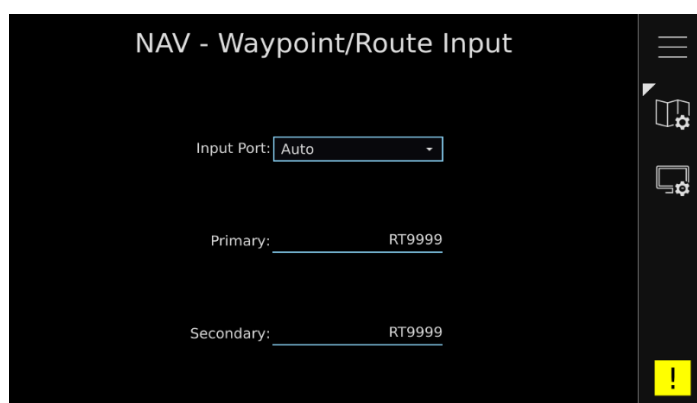 NAV - Waypoint/Route Input
Input Port: Auto
Primary: RT9999
Secondary: RT9999
!